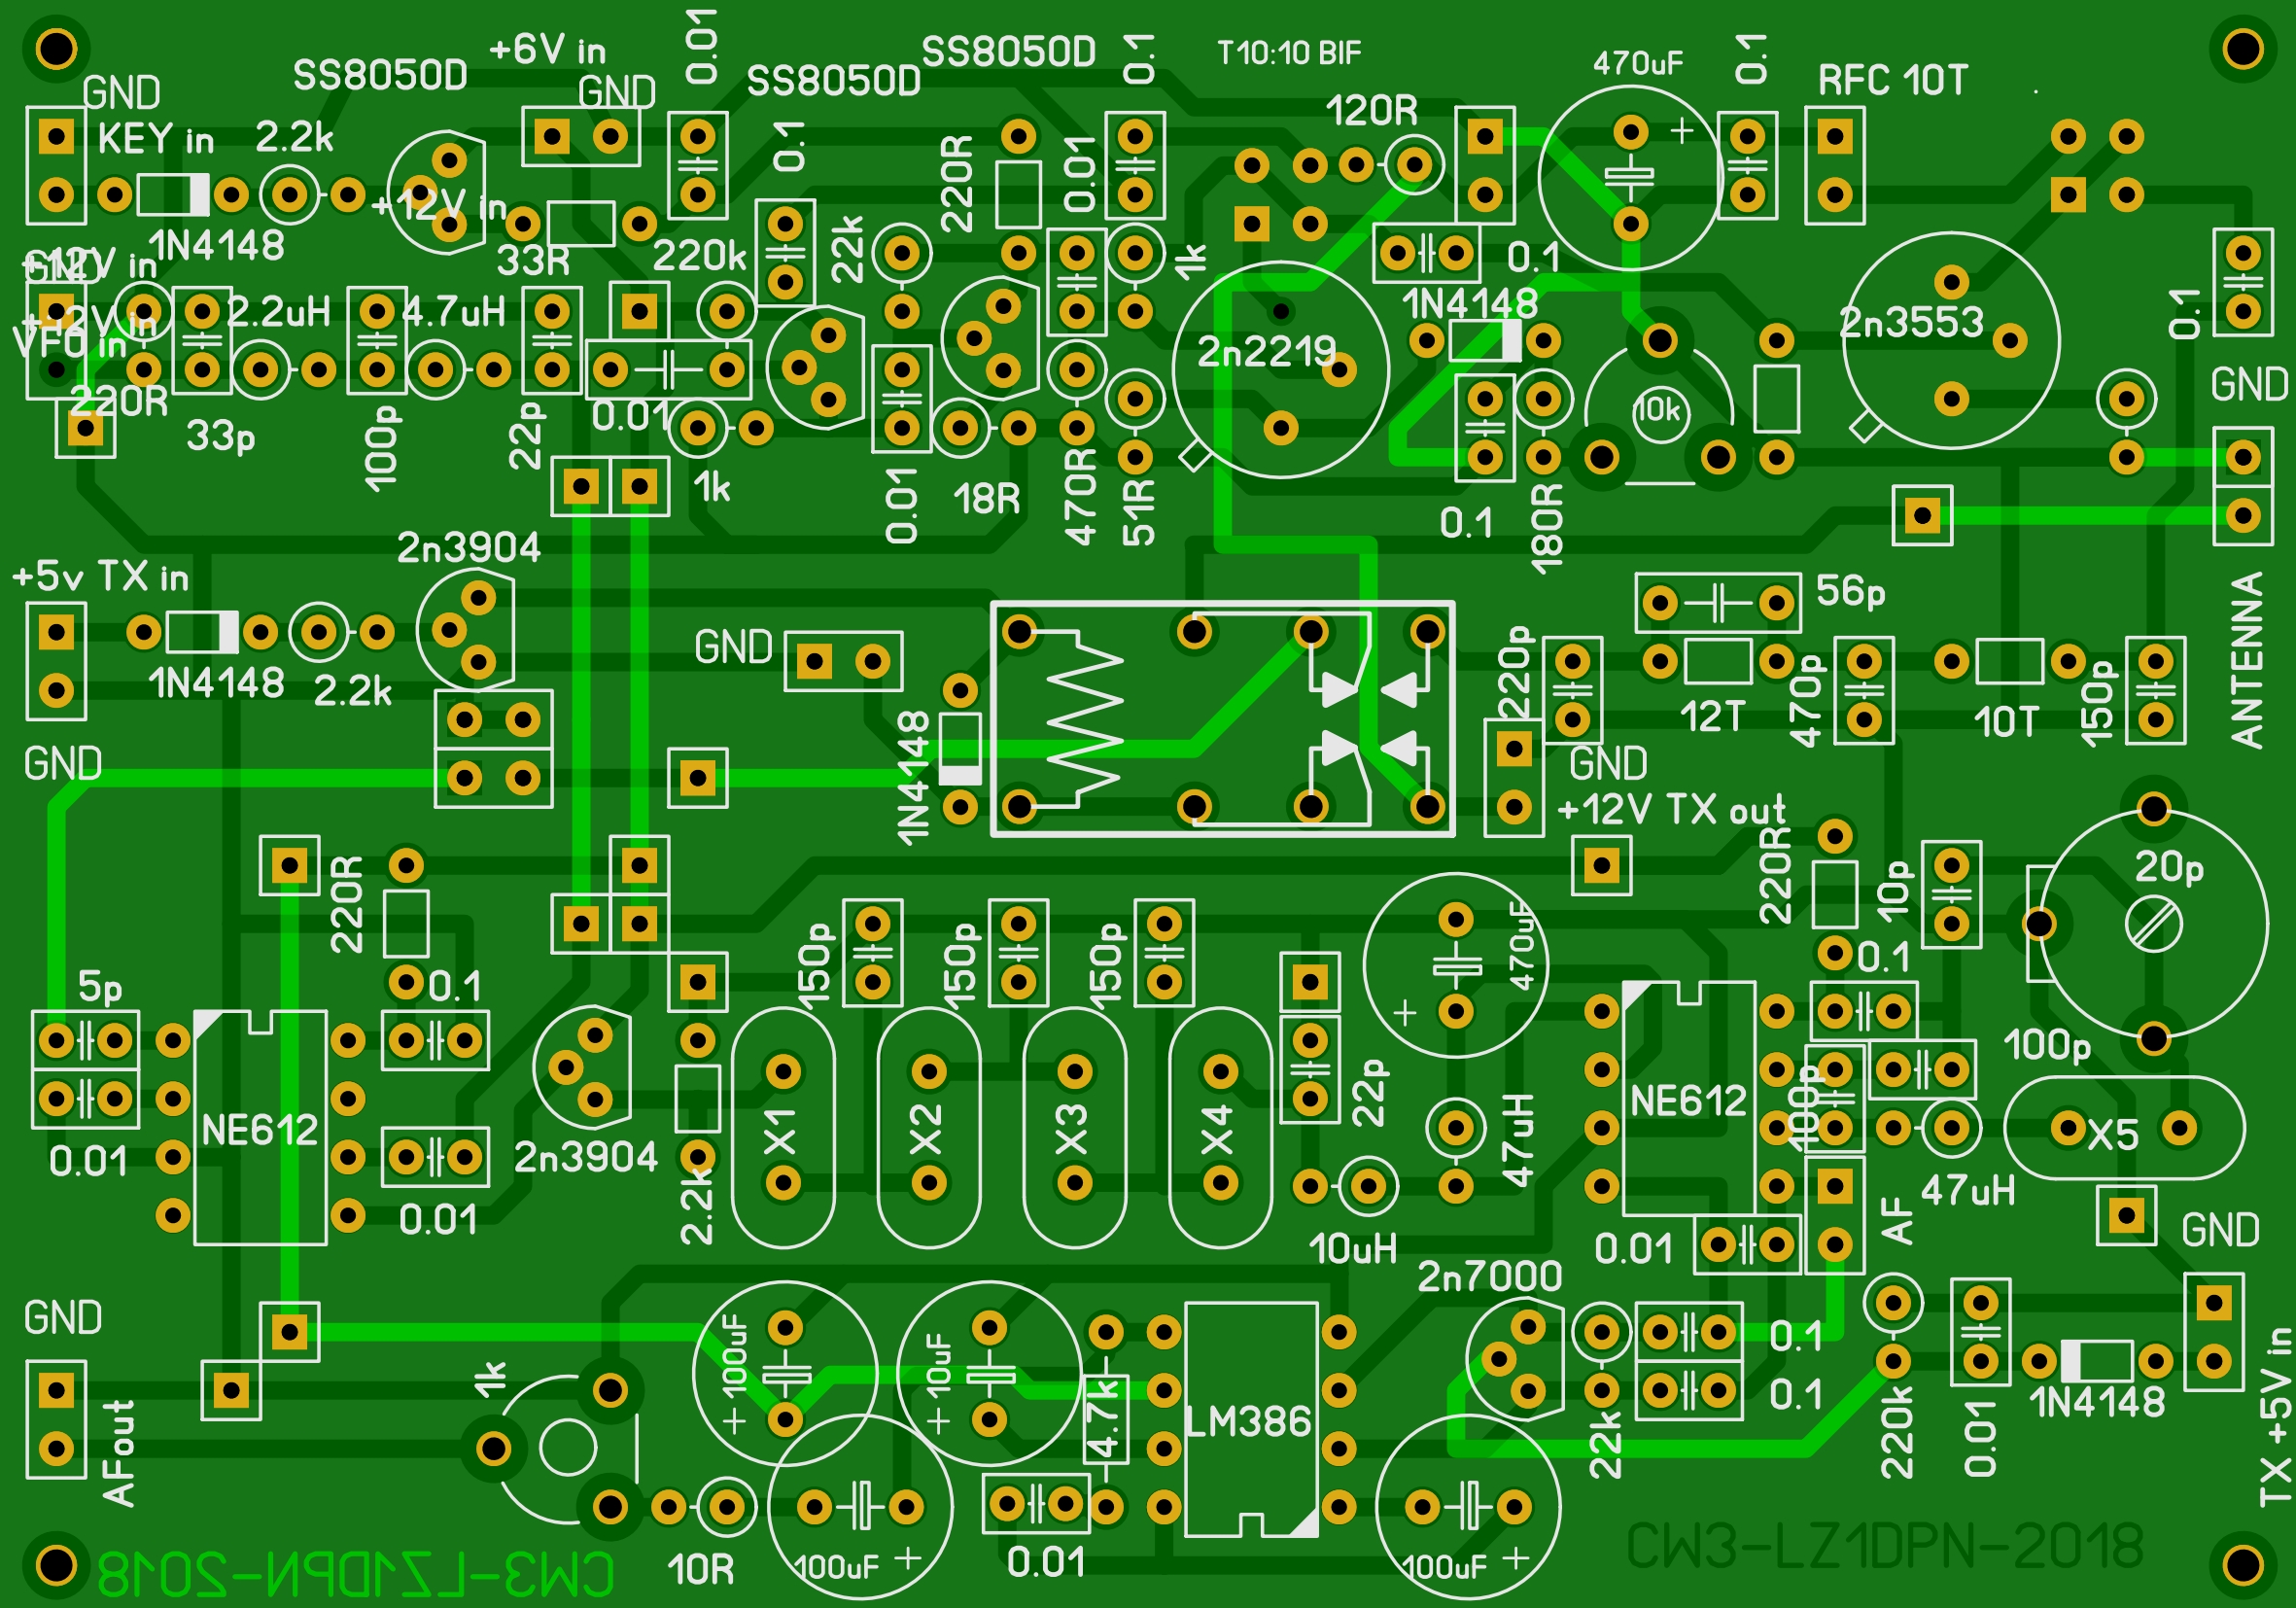 +6V in
0.01
SS8050D
0.1
T10:10 BIF
470uF
0.1
SS8050D
SS8050D
RFC 10T
GND
GND
120R
KEY in
2.2k
0.1
220R
0.01
+12V in
1N4148
33R
220k
22k
1k
0.1
+12V in
GND
2.2uH
4.7uH
1N4148
2n3553
0.1
+12V in
VFO in
2n2219
GND
220R
33p
100p
22p
0.01
10k
1k
0.01
18R
470R
51R
0.1
180R
2n3904
+5v TX in
56p
ANTENNA
GND
1N4148
2.2k
220p
12T
470p
10T
150p
GND
1N4148
GND
+12V TX out
220R
220R
10p
20p
5p
0.1
150p
150p
150p
470uF
0.1
100p
22p
47uH
NE612
X1
X2
X3
X4
NE612
100p
X5
0.01
2n3904
0.01
2.2k
10uH
0.01
AF
47uH
GND
2n7000
GND
1k
100uF
10uF
0.1
4.7k
0.1
AFout
LM386
22k
220k
0.01
1N4148
TX +5V in
10R
100uF
0.01
100uF
CW3-LZ1DPN-2018
CW3-LZ1DPN-2018